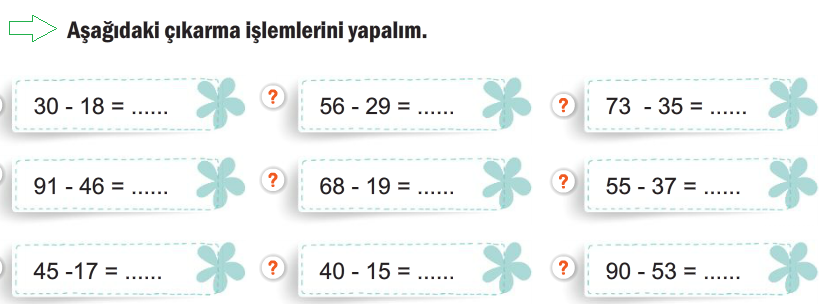 Aşağıdaki çıkarma işlemlerini yapalım.
30 - 18 = ...... ? 56 - 29 = ...... ? 73 - 35 = ......
91 - 46 = ...... ? 68 - 19 = ...... ? 55 - 37 = ......
45 -17 = ...... ? 40 - 15 = ...... ? 90 - 53 = ......